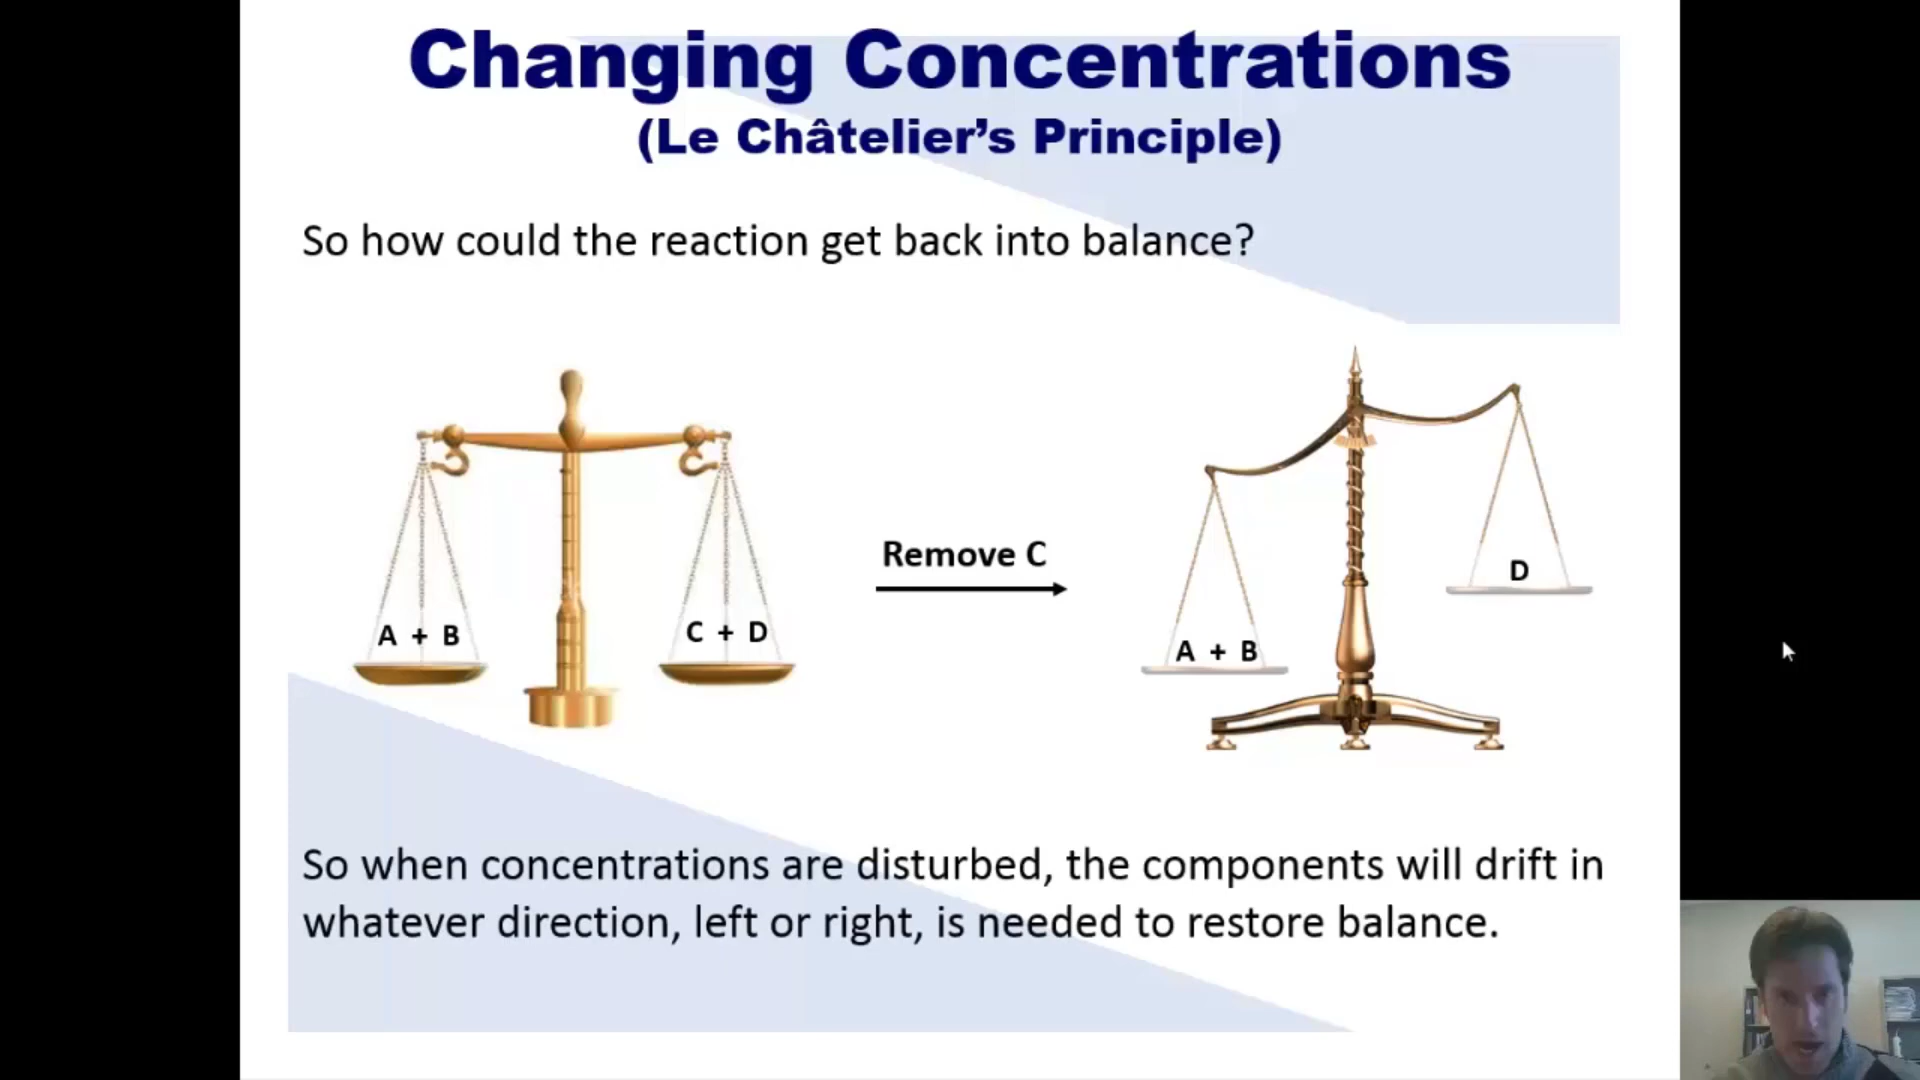 Changing Concentrations
(Le Châtelier’s Principle)
So how could the reaction get back into balance?
Remove C
D
A + B
C + D
A + B
So when concentrations are disturbed, the components will drift in
whatever direction, left or right, is needed to restore balance.